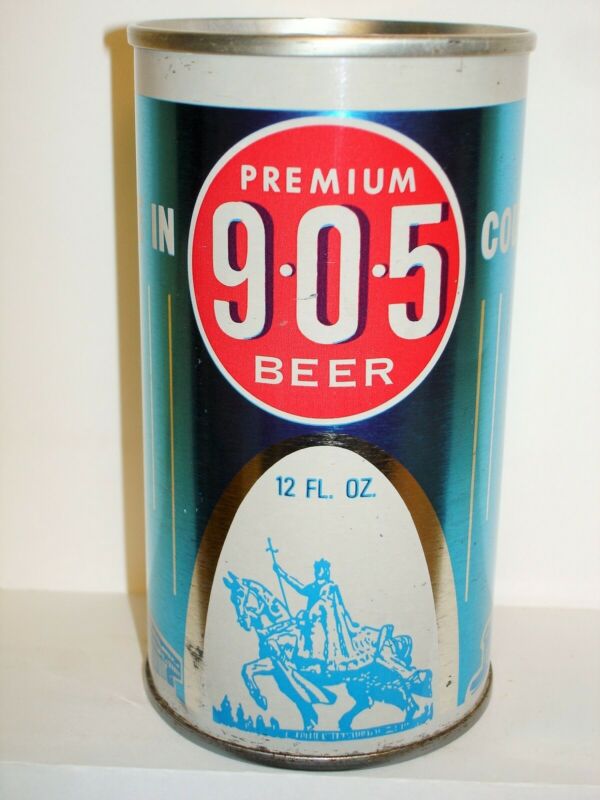 PREMIUM
9·0·5
BEER
IN
12 FL. OZ.